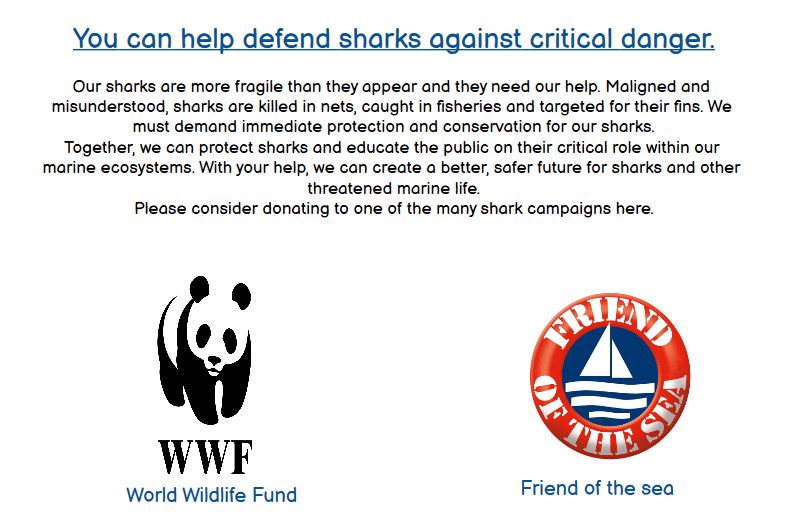 You can help defend sharks against critical danger.
Our sharks are more fragile than they appear and they need our help. Maligned and
misunderstood, sharks are killed in nets, caught in fisheries and targeted for their fins. We
must demand immediate protection and conservation for our sharks.
Together, we can protect sharks and educate the public on their critical role within our
marine ecosystems. With your help, we can create a better, safer future for sharks and other
threatened marine life.
Please consider donating to one of the many shark campaigns here.
WWF
World Wildlife Fund
FRIEND
OF THE SEA
Friend of the sea